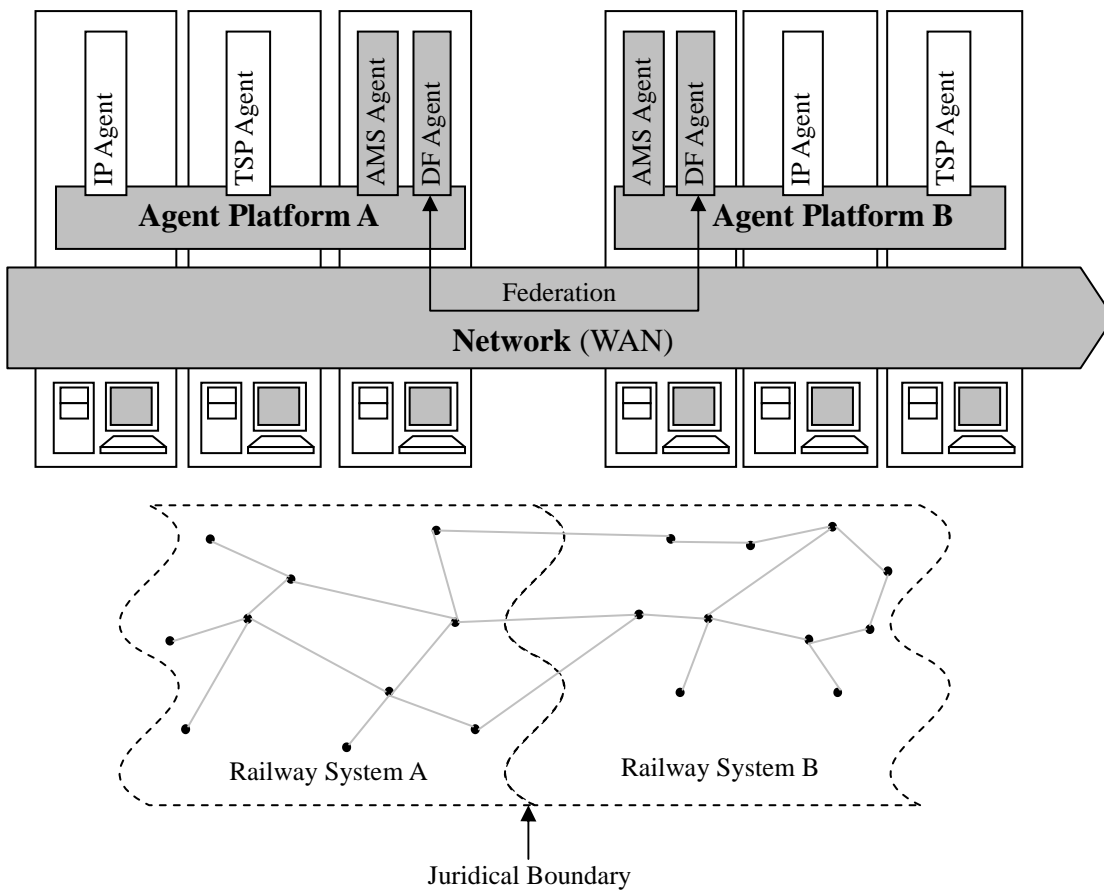 IP Agent
TSP Agent
AMS Agent
DF Agent
AMS Agent
DF Agent
IP Agent
TSP Agent
Agent Platform A
Agent Platform B
Federation
Network (WAN)
Railway System A
Railway System B
Juridical Boundary